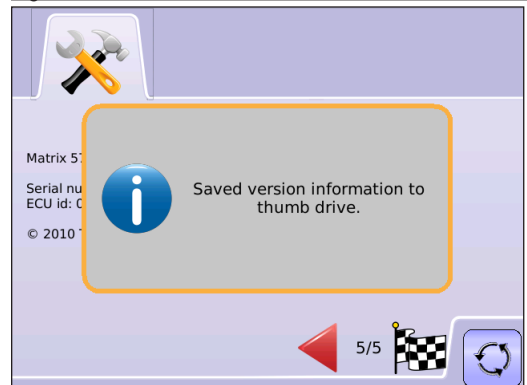 Matrix 57
Serial nu
ECU id: 0
© 2010 T
Saved version information to
thumb drive.
5/5